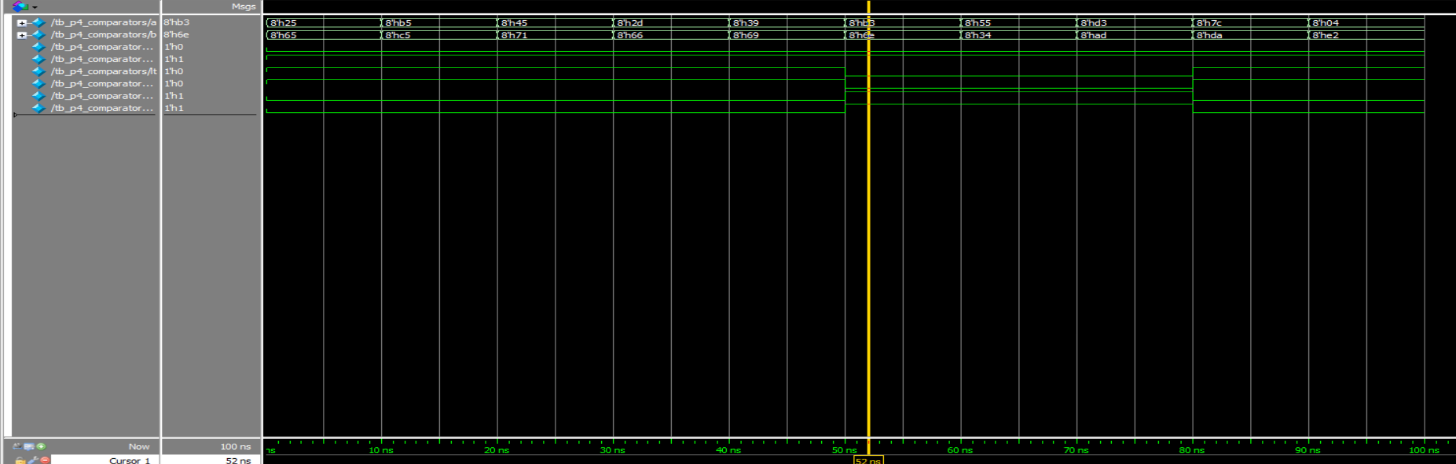 Msgs
/tb_p4_comparators/a 8'hb3 8'h25 8'hb5 8'h45 8'h2d 8'h39 8'hb3 8'h55 8'hd3 8'h7c 8'h04
/tb_p4_comparators/b 8'h6e 8'h65 8'hc5 8'h71 8'h66 8'h69 8'h6e 8'h34 8'had 8'hda 8'he2
/tb_p4_comparator... 1'h0
/tb_p4_comparator... 1'h1
/tb_p4_comparators/lt 1'h0
/tb_p4_comparator... 1'h0
/tb_p4_comparator... 1'h1
/tb_p4_comparator... 1'h1
Now 100 ns ns 10 ns 20 ns 30 ns 40 ns 50 ns 60 ns 70 ns 80 ns 90 ns 100 ns
Cursor 1 52 ns 52 ns